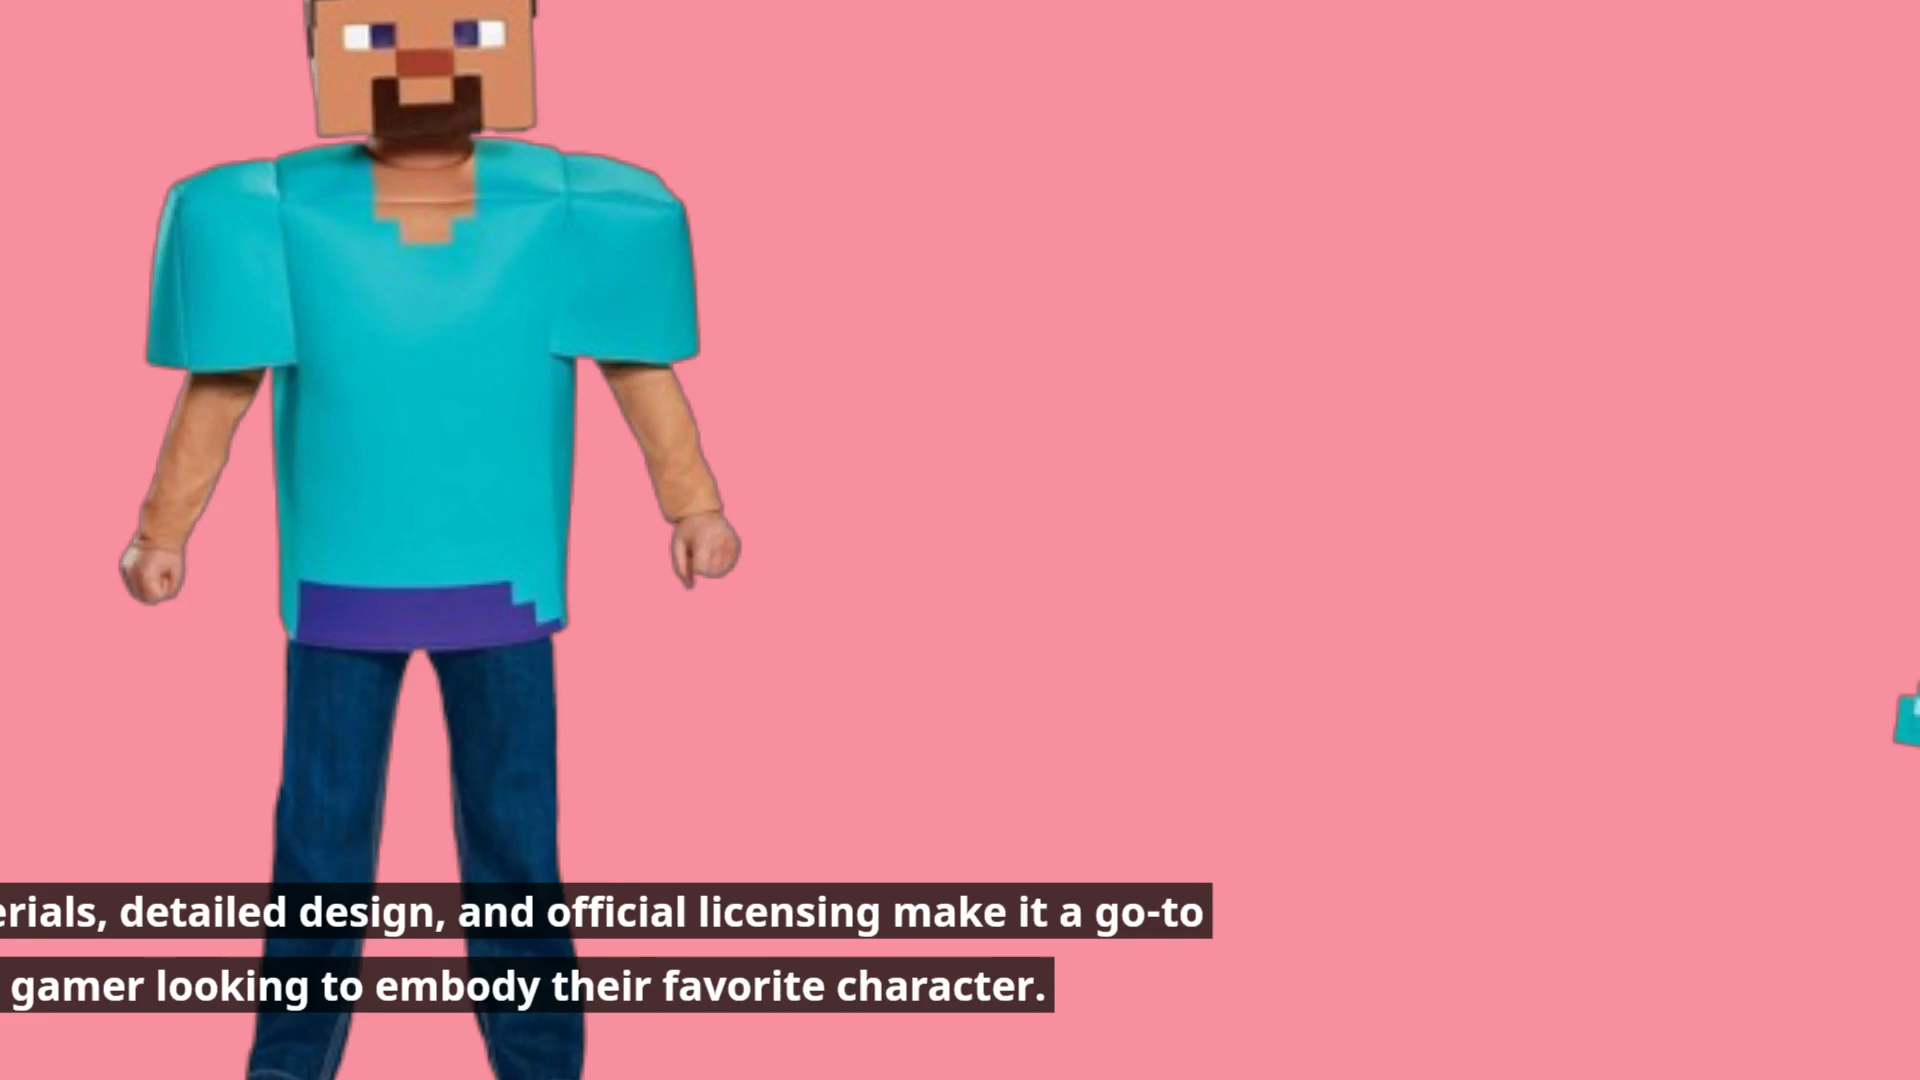 erials, detailed design, and official licensing make it a go-to
gamer looking to embody their favorite character.